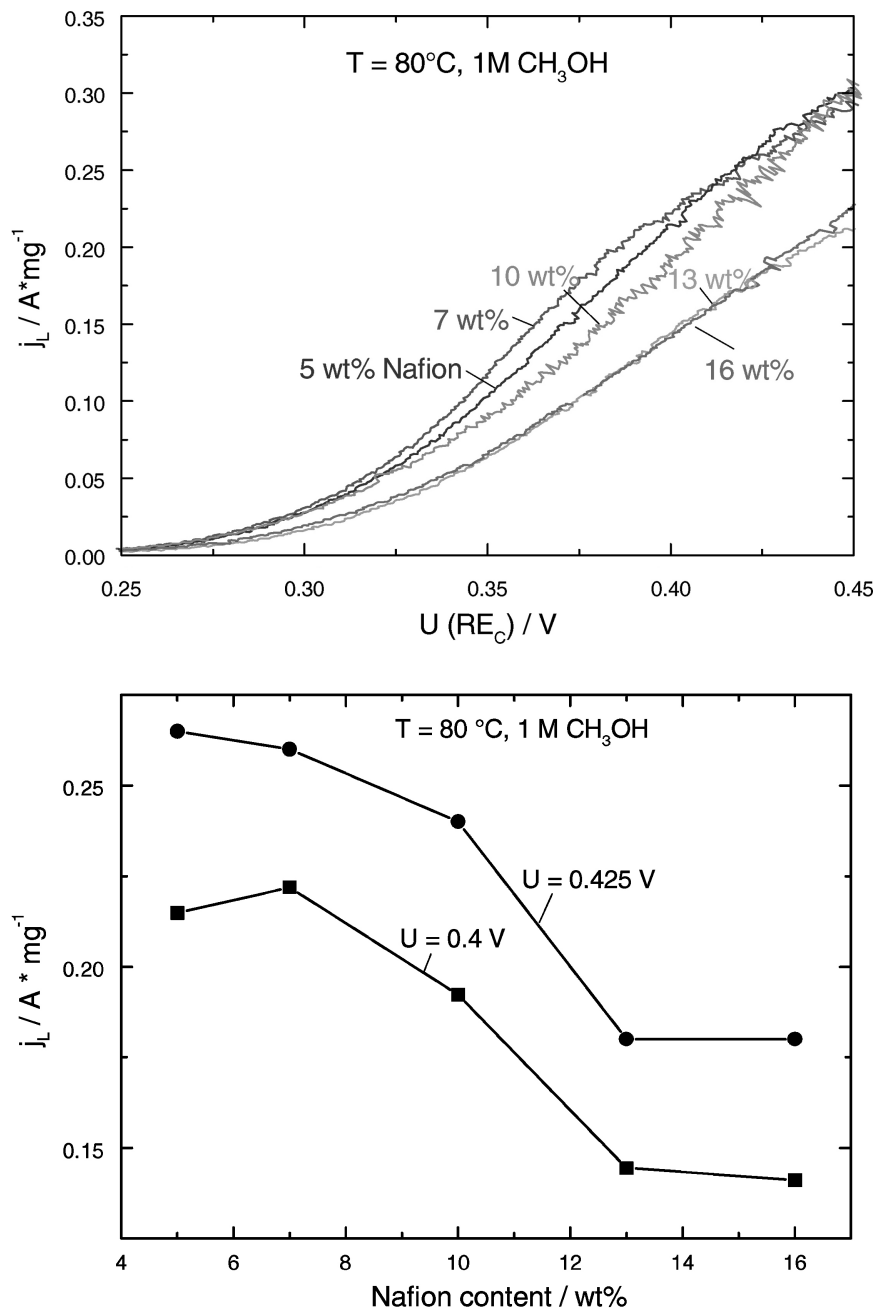 0.35
T = 80°C, 1M CH₃OH
0.30
0.25
j_L / A*mg⁻¹
0.20
10 wt%
13 wt%
0.15
7 wt%
5 wt% Nafion
16 wt%
0.10
0.05
0.00
0.25 0.30 0.35 0.40 0.45
U (RE_C) / V
T = 80 °C, 1 M CH₃OH
0.25
U = 0.425 V
j_L / A * mg⁻¹
0.20
U = 0.4 V
0.15
4 6 8 10 12 14 16
Nafion content / wt%